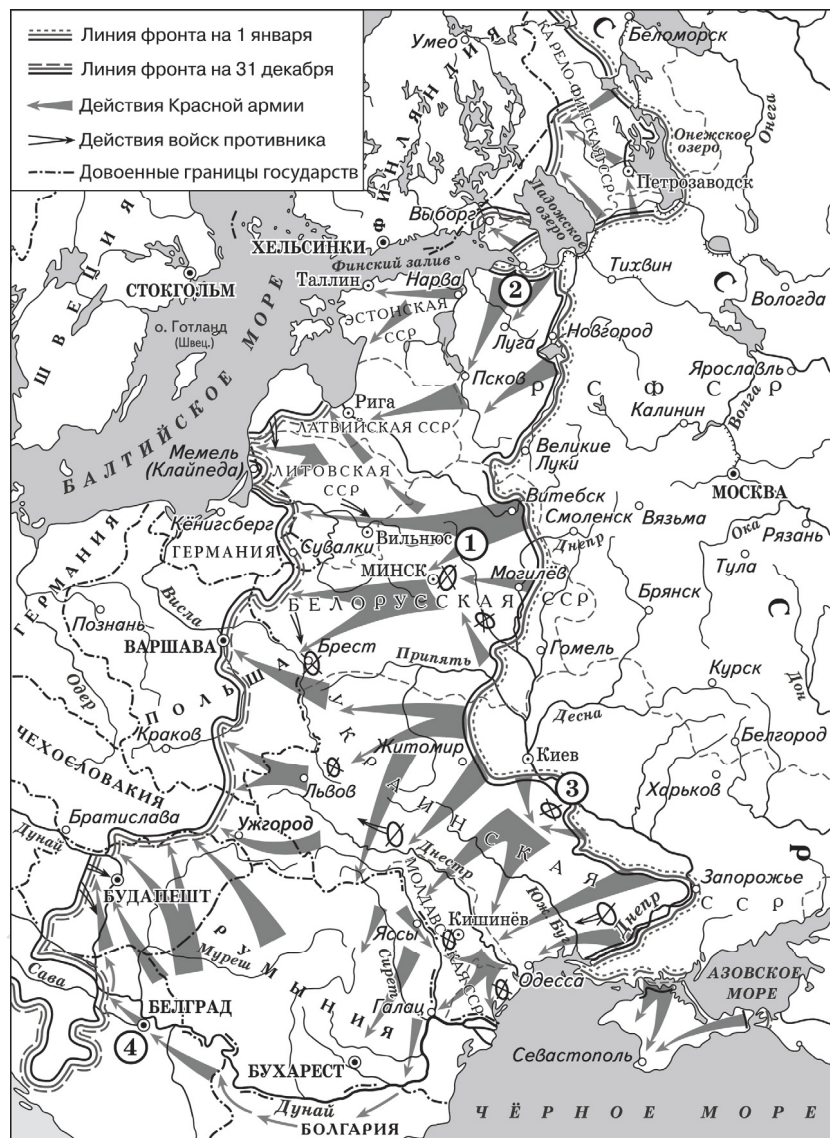 Линия фронта на 1 января
Линия фронта на 31 декабря
Действия Красной армии
Действия войск противника
Довоенные границы государств
Умео
Беломорск
КАРЕЛО-ФИНСКАЯ ССР
Онежское
озеро
Онега
Петрозаводск
ФИНЛЯНДИЯ
Выборг
Ладожское
озеро
ХЕЛЬСИНКИ
Финский залив
ШВЕЦИЯ
СТОКГОЛЬМ
Таллин
Нарва
2
Тихвин
Вологда
С С С Р
ЭСТОНСКАЯ
ССР
о. Готланд
(Швец.)
Луга
Новгород
БАЛТИЙСКОЕ МОРЕ
Псков
Р С Ф С Р
Ярославль
Волга
Калинин
Рига
ЛАТВИЙСКАЯ ССР
Великие
Луки
МОСКВА
Мемель
(Клайпеда)
ЛИТОВСКАЯ
ССР
Витебск
Смоленск
Вязьма
Кёнигсберг
Вильнюс
1
Днепр
Ока
Рязань
ГЕРМАНИЯ
ГЕРМАНИЯ
Сувалки
МИНСК
Могилёв
Тула
БЕЛОРУССКАЯ ССР
Брянск
Познань
Висла
ВАРШАВА
Брест
Припять
Гомель
Дон
Одер
ПОЛЬША
Курск
Десна
Краков
Житомир
Киев
Белгород
ЧЕХОСЛОВАКИЯ
Львов
УКРАИНСКАЯ
ССР
3
Харьков
Братислава
Ужгород
Дунай
Днестр
БУДАПЕШТ
МОЛДАВСКАЯ ССР
Кишинёв
Юж. Буг
Днепр
Запорожье
РУМЫНИЯ
Муреш
Яссы
Сирет
Одесса
АЗОВСКОЕ
МОРЕ
Сава
БЕЛГРАД
Галац
4
БУХАРЕСТ
Севастополь
Дунай
БОЛГАРИЯ
ЧЁРНОЕ МОРЕ